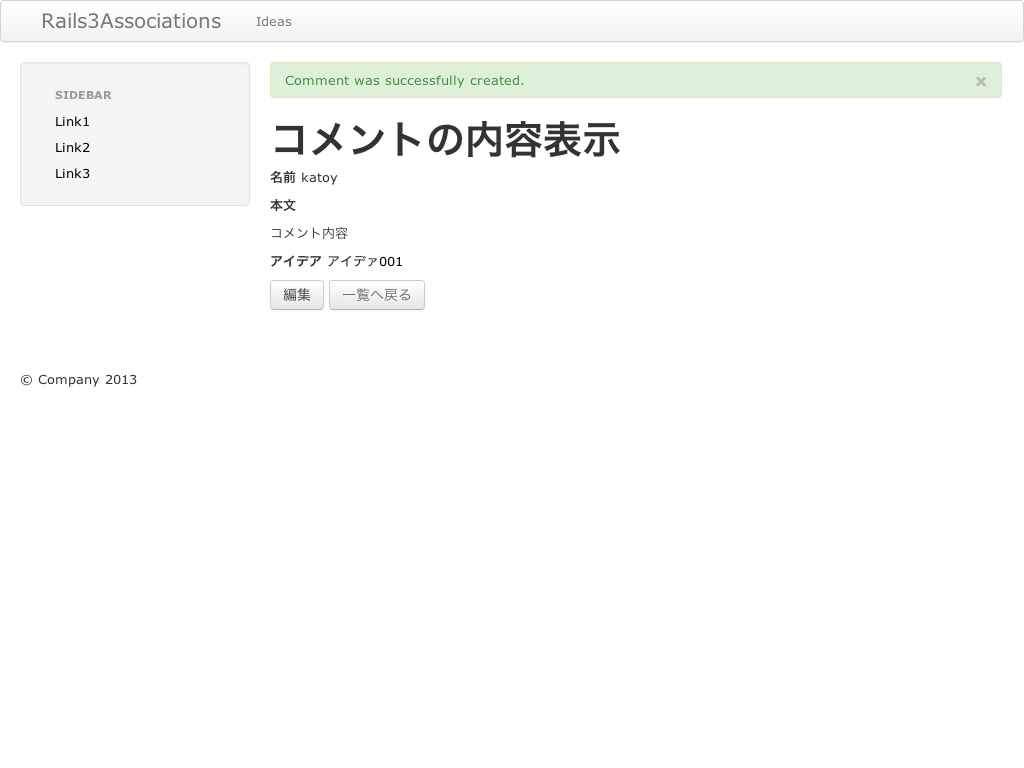 Rails3Associations Ideas
SIDEBAR
Link1
Link2
Link3
Comment was successfully created. ×
コメントの内容表示
名前 katoy
本文
コメント内容
アイデア アイデァ001
編集 一覧へ戻る
© Company 2013